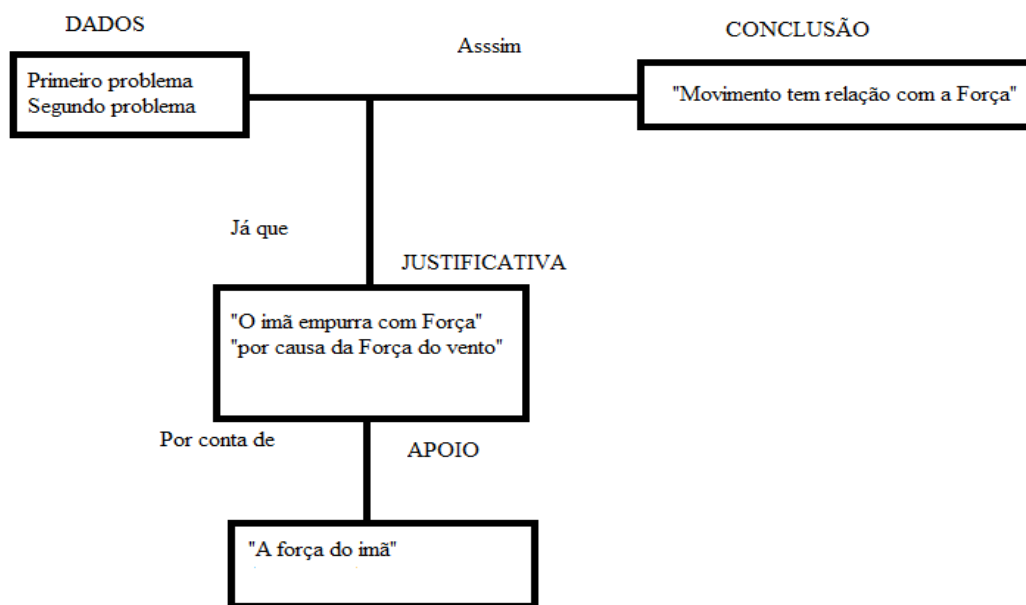 DADOS
Asssim
CONCLUSÃO
Primeiro problema
Segundo problema
"Movimento tem relação com a Força"
Já que
JUSTIFICATIVA
"O imã empurra com Força"
"por causa da Força do vento"
Por conta de
APOIO
"A força do imã"